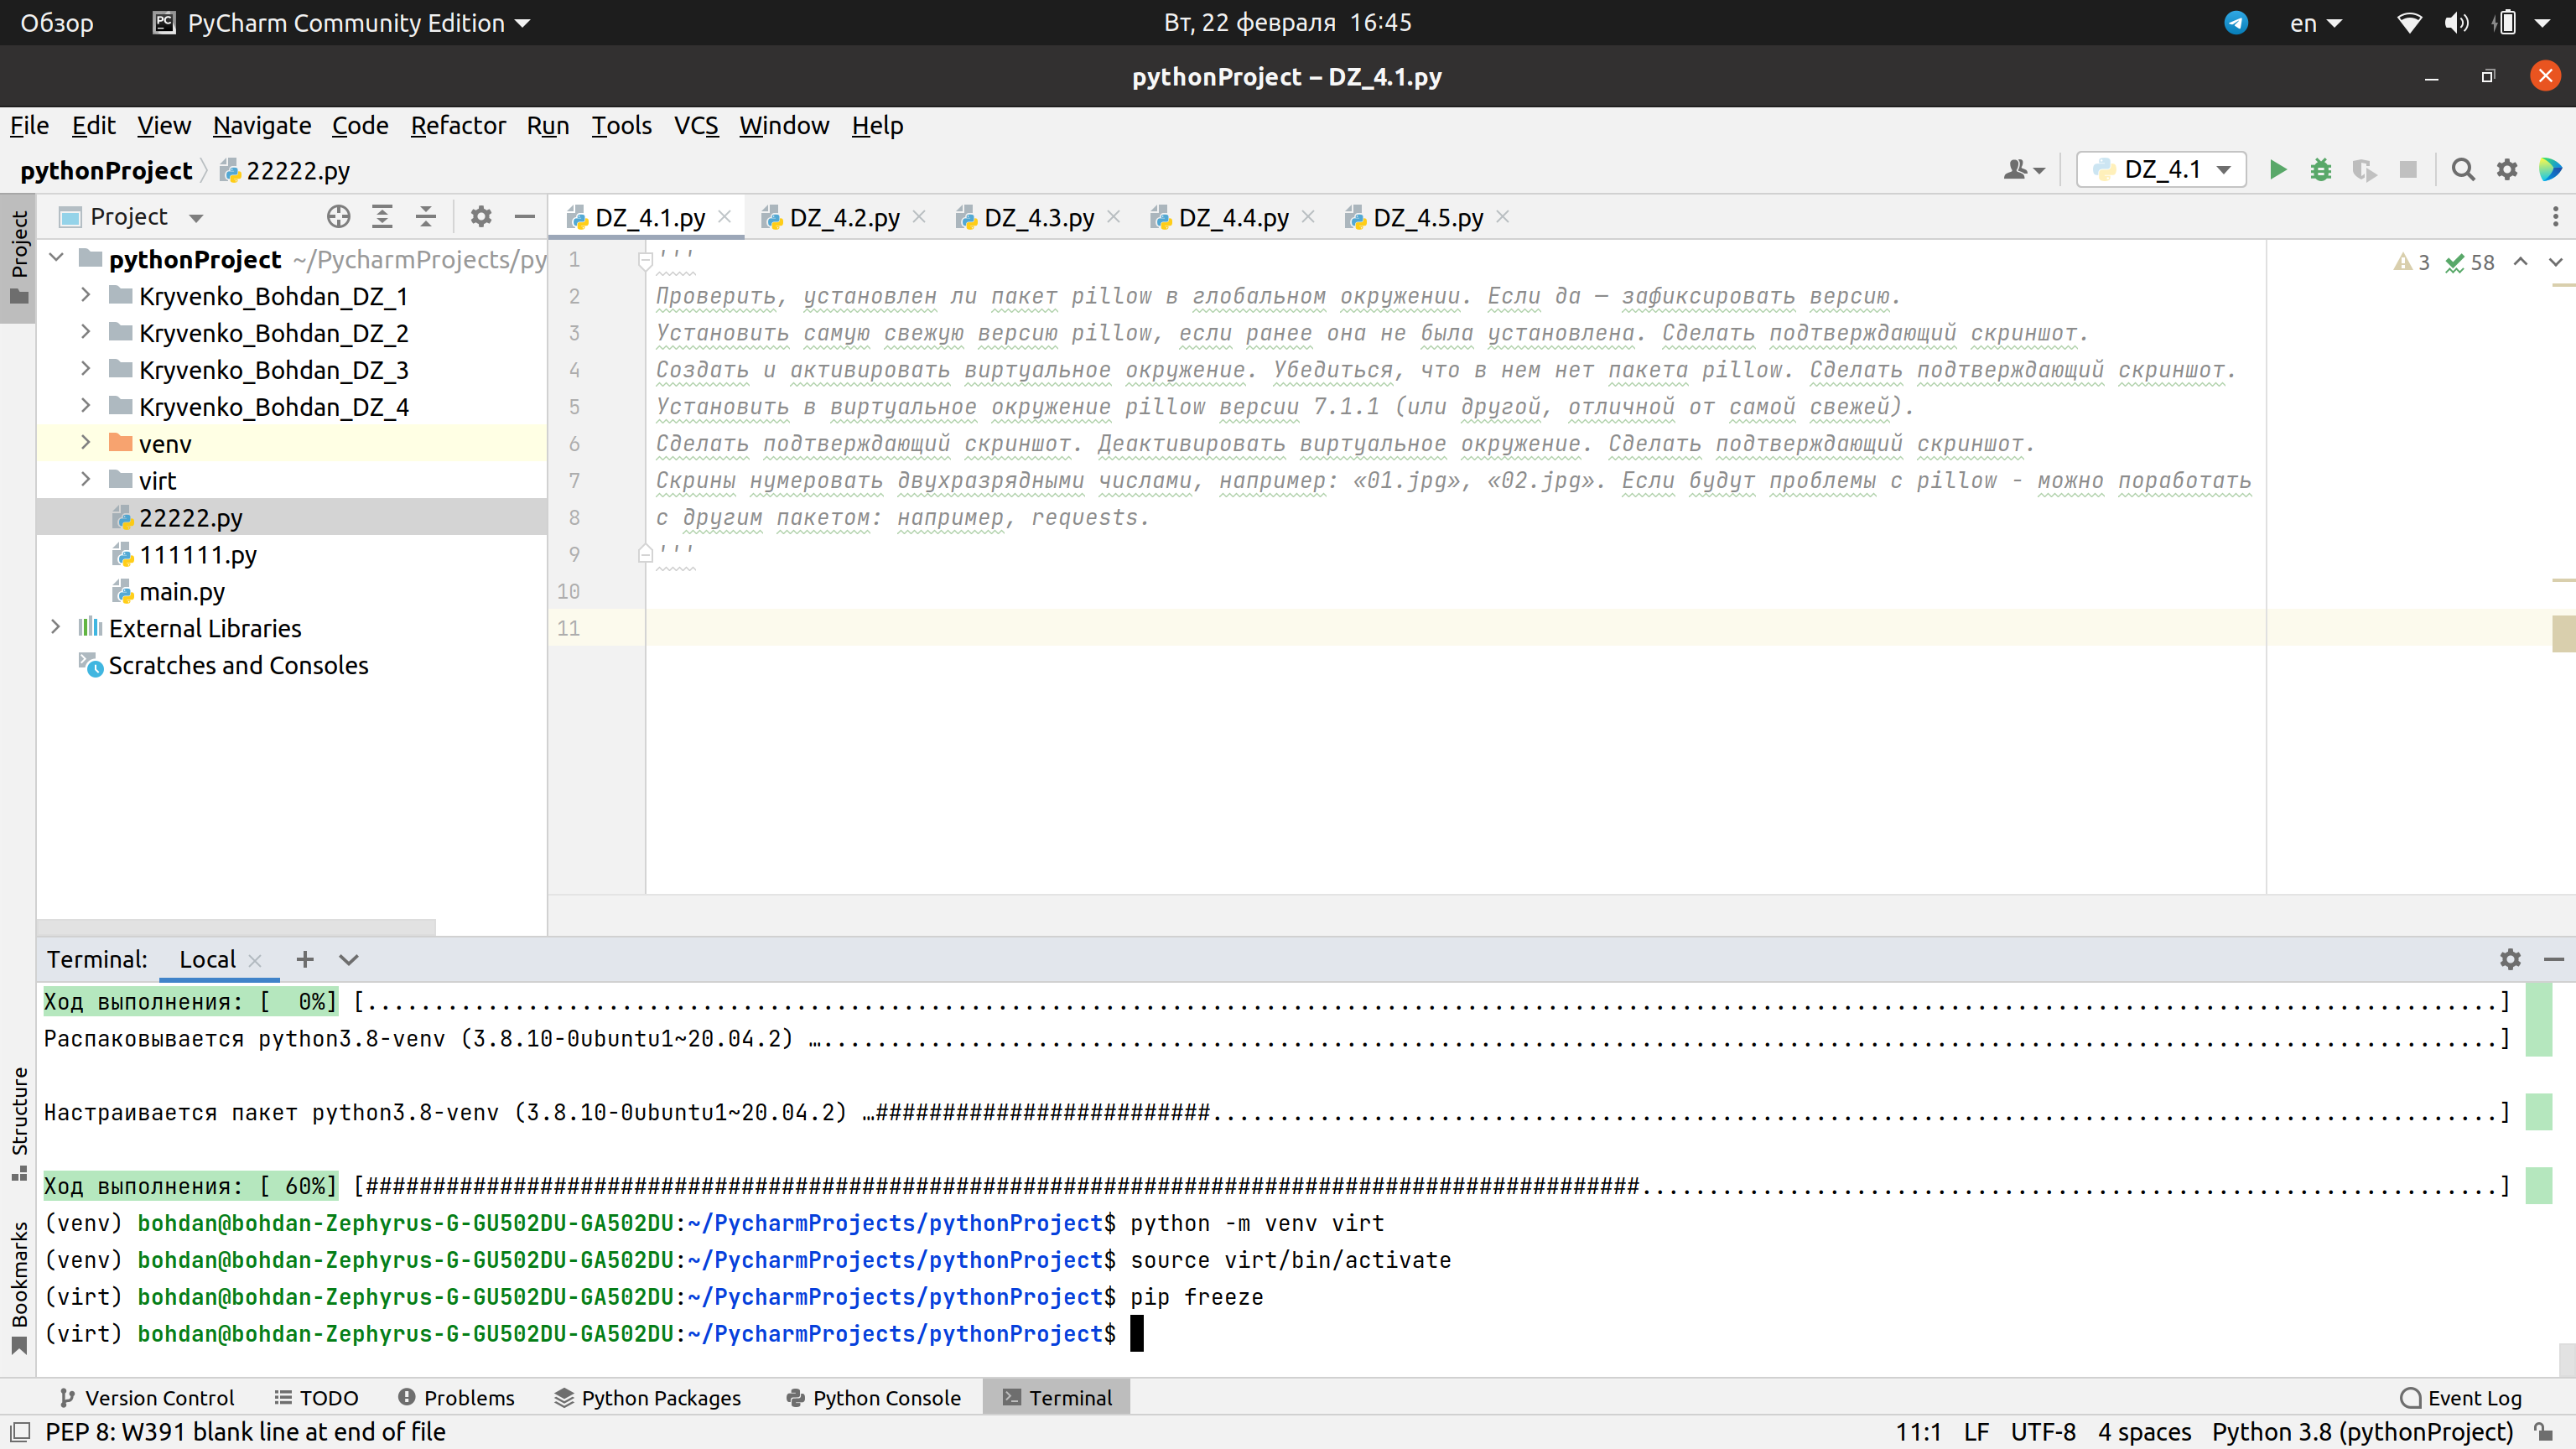 Обзор
PyCharm Community Edition
Вт, 22 февраля 16:45
en
pythonProject – DZ_4.1.py
File Edit View Navigate Code Refactor Run Tools VCS Window Help
pythonProject 22222.py
DZ_4.1
Project
DZ_4.1.py DZ_4.2.py DZ_4.3.py DZ_4.4.py DZ_4.5.py
Project
pythonProject ~/PycharmProjects/py
Kryvenko_Bohdan_DZ_1
Kryvenko_Bohdan_DZ_2
Kryvenko_Bohdan_DZ_3
Kryvenko_Bohdan_DZ_4
venv
virt
22222.py
111111.py
main.py
External Libraries
Scratches and Consoles
3 58
1 '''
2 Проверить, установлен ли пакет pillow в глобальном окружении. Если да — зафиксировать версию.
3 Установить самую свежую версию pillow, если ранее она не была установлена. Сделать подтверждающий скриншот.
4 Создать и активировать виртуальное окружение. Убедиться, что в нем нет пакета pillow. Сделать подтверждающий скриншот.
5 Установить в виртуальное окружение pillow версии 7.1.1 (или другой, отличной от самой свежей).
6 Сделать подтверждающий скриншот. Деактивировать виртуальное окружение. Сделать подтверждающий скриншот.
7 Скрины нумеровать двухразрядными числами, например: «01.jpg», «02.jpg». Если будут проблемы с pillow - можно поработать
8 с другим пакетом: например, requests.
9 '''
10
11
Terminal: Local
Ход выполнения: [  0%] [................................................................................................................................................................]
Распаковывается python3.8-venv (3.8.10-0ubuntu1~20.04.2) …............................................................................................................................]
Настраивается пакет python3.8-venv (3.8.10-0ubuntu1~20.04.2) …#########################................................................................................]
Ход выполнения: [ 60%] [###############################################################################################................................................................]
(venv) bohdan@bohdan-Zephyrus-G-GU502DU-GA502DU:~/PycharmProjects/pythonProject$ python -m venv virt
(venv) bohdan@bohdan-Zephyrus-G-GU502DU-GA502DU:~/PycharmProjects/pythonProject$ source virt/bin/activate
(virt) bohdan@bohdan-Zephyrus-G-GU502DU-GA502DU:~/PycharmProjects/pythonProject$ pip freeze
(virt) bohdan@bohdan-Zephyrus-G-GU502DU-GA502DU:~/PycharmProjects/pythonProject$
Structure
Bookmarks
Version Control TODO Problems Python Packages Python Console Terminal Event Log
PEP 8: W391 blank line at end of file
11:1 LF UTF-8 4 spaces Python 3.8 (pythonProject)